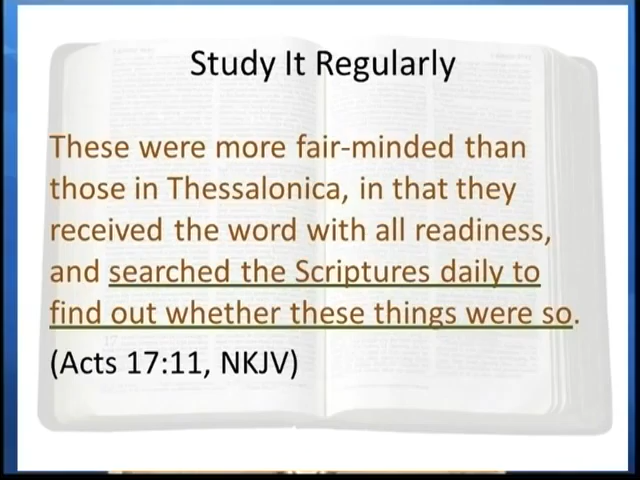 Study It Regularly
These were more fair-minded than
those in Thessalonica, in that they
received the word with all readiness,
and searched the Scriptures daily to
find out whether these things were so.
(Acts 17:11, NKJV)